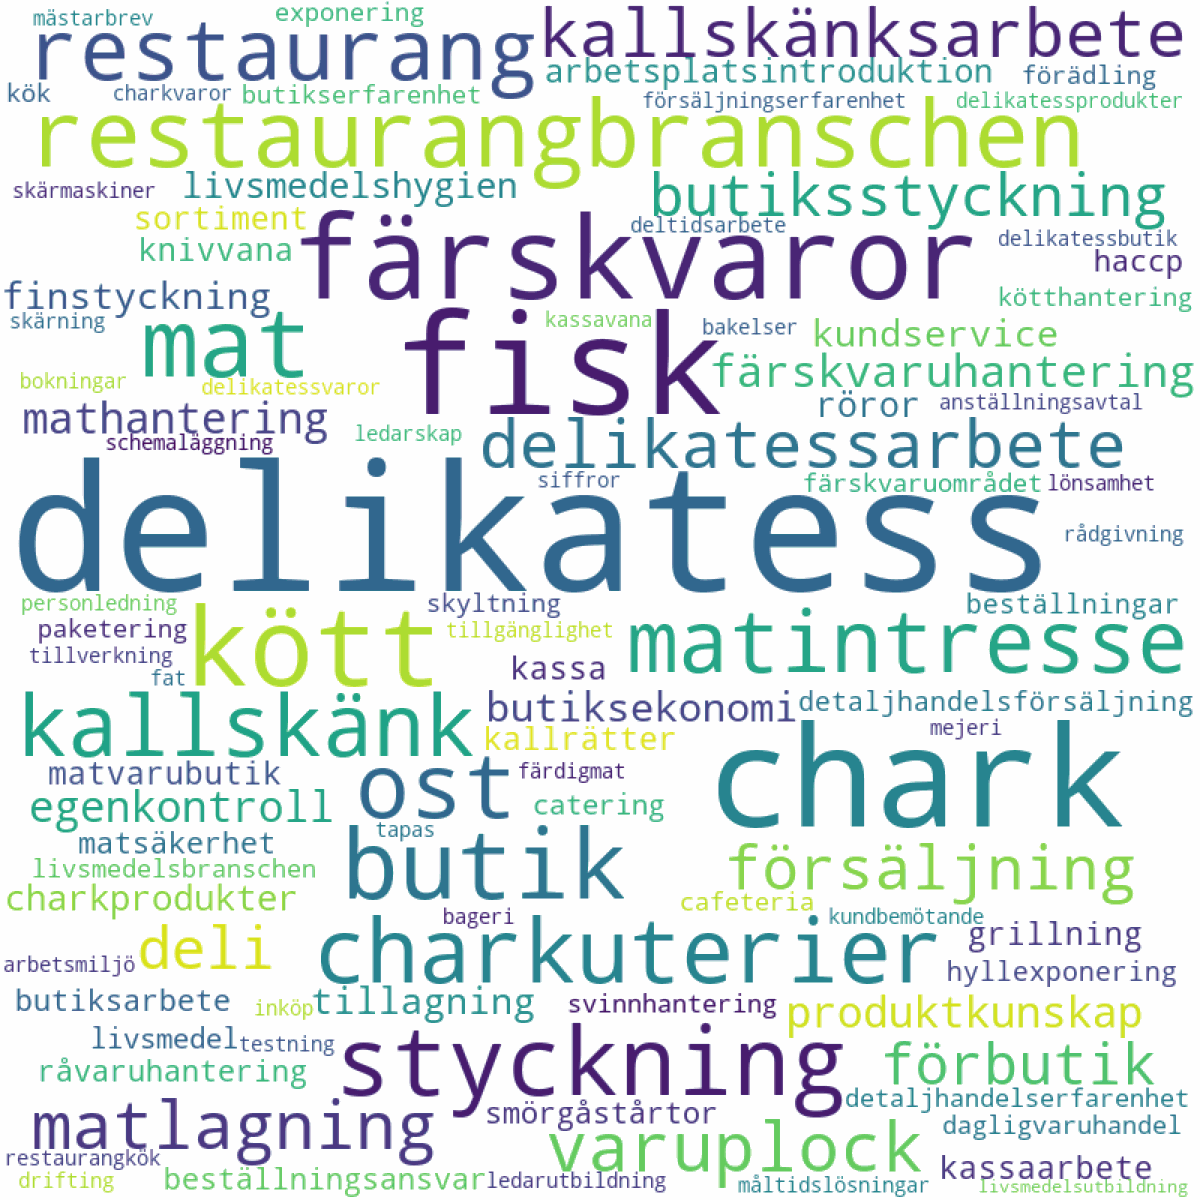 mästarbrev
exponering
restaurang
kallskänksarbete
arbetsplatsintroduktion
förädling
kök
charkvaror
butikserfarenhet
försäljningserfarenhet
delikatessprodukter
restaurangbranschen
skärmaskiner
livsmedelshygien
butiksstyckning
sortiment
färskvaror
deltidsarbete
knivvana
delikatessbutik
haccp
finstyckning
kötthantering
skärning
mat
fisk
kassavana
bakelser
kundservice
färskvaruhantering
bokningar
delikatessvaror
mathantering
röror
anställningsavtal
schemaläggning
ledarskap
delikatessarbete
delikatess
siffror
färskvaruområdet
lönsamhet
rådgivning
personledning
skyltning
beställningar
paketering
kött
tillgänglighet
matintresse
tillverkning
fat
kassa
kallskänk
butiksekonomi
detaljhandelsförsäljning
kallrätter
mejeri
chark
matvarubutik
ost
färdigmat
egenkontroll
catering
matsäkerhet
tapas
butik
försäljning
livsmedelsbranschen
charkprodukter
cafeteria
bageri
kundbemötande
deli
charkuterier
grillning
arbetsmiljö
hyllexponering
butiksarbete
inköp
tillagning
svinnhantering
produktkunskap
livsmedel
testning
styckning
förbutik
råvaruhantering
detaljhandelserfarenhet
matlagning
smörgåstårtor
varuplock
dagligvaruhandel
restaurangkök
kassaarbete
drifting
beställningsansvar
ledarutbildning
måltidslösningar
livsmedelsutbildning